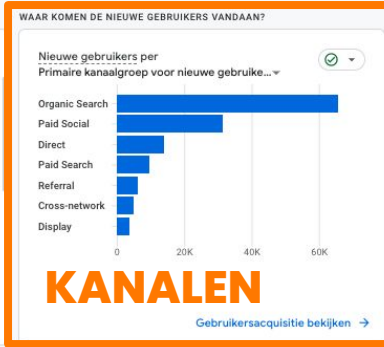 WAAR KOMEN DE NIEUWE GEBRUIKERS VANDAAN?
Nieuwe gebruikers per
Primaire kanaalgroep voor nieuwe gebruike...
Organic Search
Paid Social
Direct
Paid Search
Referral
Cross-network
Display
0 20K 40K 60K
KANALEN
Gebruikersacquisitie bekijken →